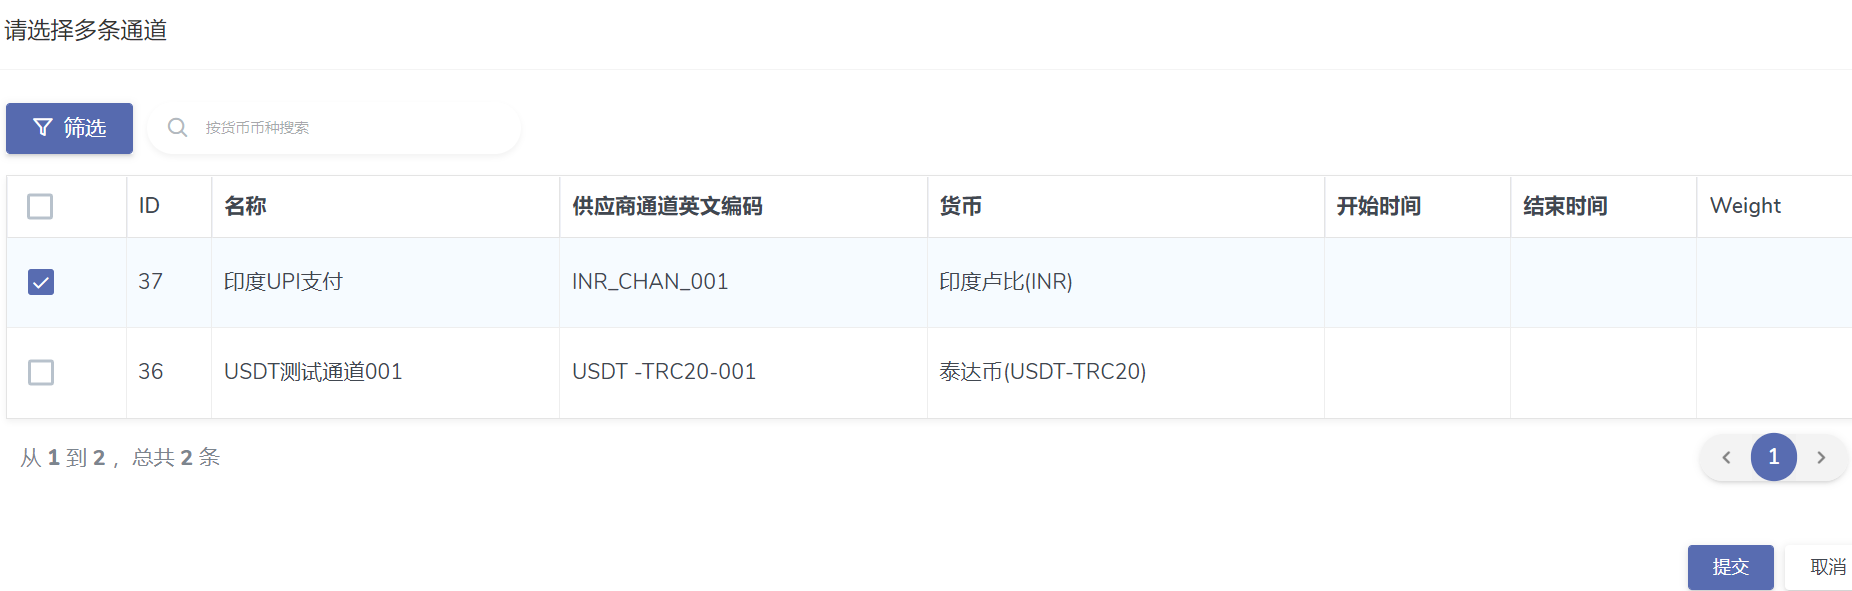 请选择多条通道
筛选 按货币币种搜索
ID 名称 供应商通道英文编码 货币 开始时间 结束时间 Weight
37 印度UPI支付 INR_CHAN_001 印度卢比(INR)
36 USDT测试通道001 USDT -TRC20-001 泰达币(USDT-TRC20)
从 1 到 2 ，总共 2 条 1
提交 取消